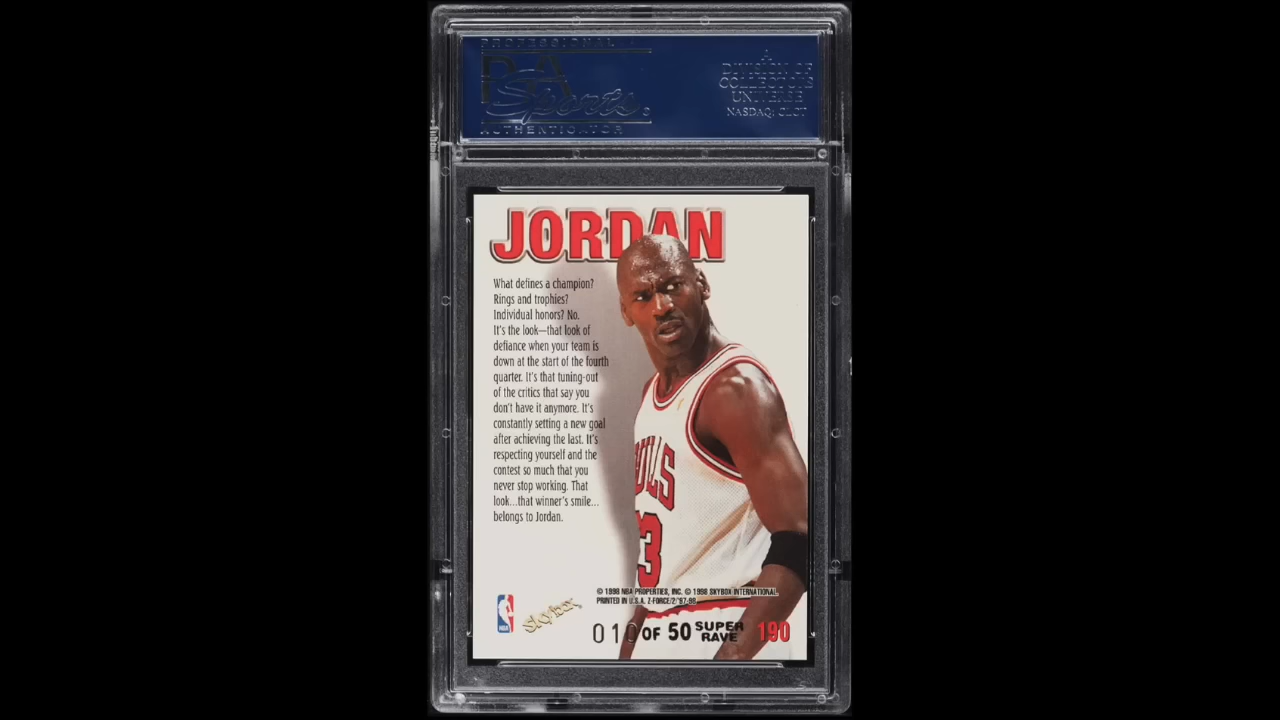 PROFESSIONAL
PSA
Sports
AUTHENTICATOR
A
DIVISION OF
COLLECTORS
UNIVERSE
NASDAQ: CLCT
JORDAN
What defines a champion?
Rings and trophies?
Individual honors? No.
It's the look—that look of
defiance when your team is
down at the start of the fourth
quarter. It's that tuning-out
of the critics that say you
don't have it anymore. It's
constantly setting a new goal
after achieving the last. It's
respecting yourself and the
contest so much that you
never stop working. That
look...that winner's smile...
belongs to Jordan.
ULLS
3
© 1998 NBA PROPERTIES, INC. © 1998 SKYBOX INTERNATIONAL.
PRINTED IN U.S.A. Z-FORCE/2 '97-98
NBA
SkyBox
010 OF 50 SUPER RAVE 190